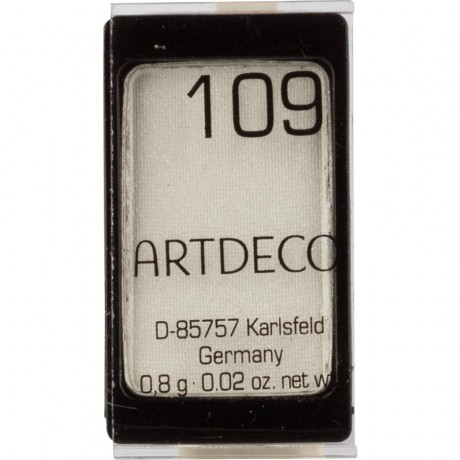 109
ARTDECO
D-85757 Karlsfeld
Germany
0,8 g · 0.02 oz. net w